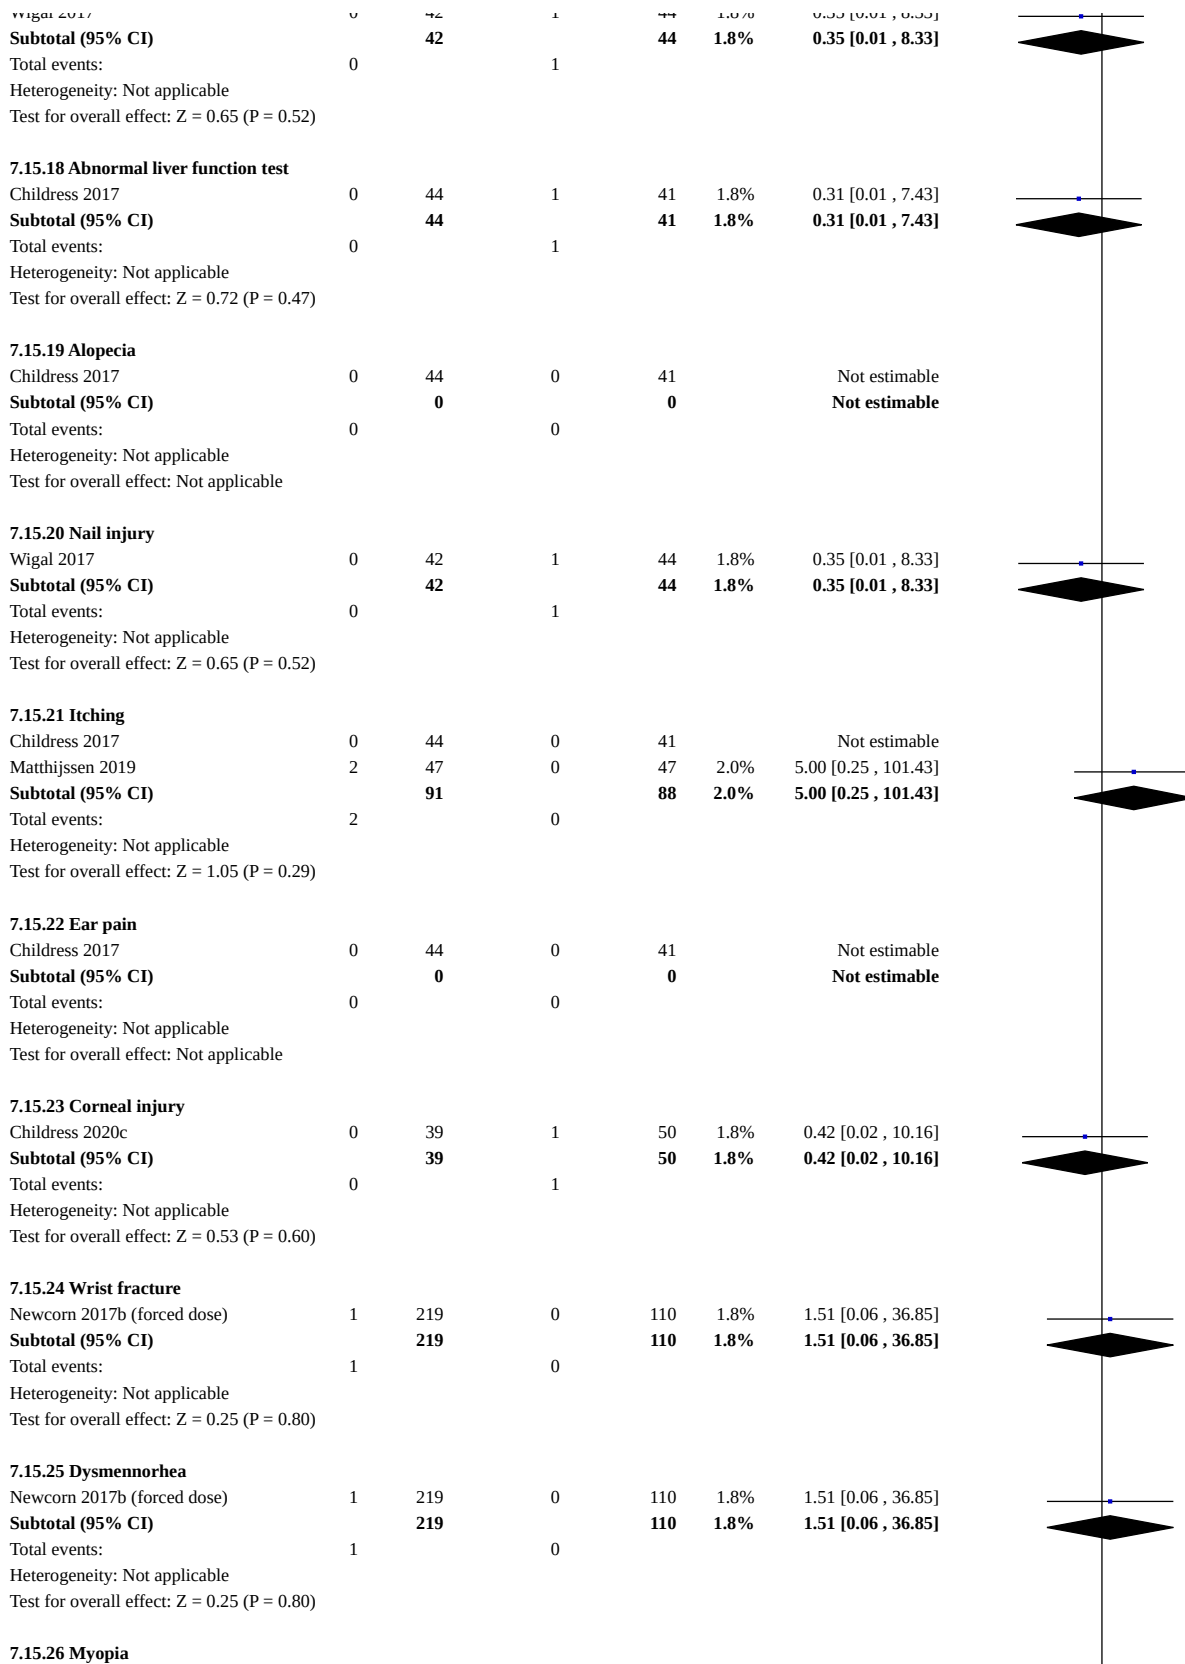 Wigal 2017 0 42 1 44 1.8% 0.35 [0.01 , 8.33]
Subtotal (95% CI) 42 44 1.8% 0.35 [0.01 , 8.33]
Total events: 0 1
Heterogeneity: Not applicable
Test for overall effect: Z = 0.65 (P = 0.52)
7.15.18 Abnormal liver function test
Childress 2017 0 44 1 41 1.8% 0.31 [0.01 , 7.43]
Subtotal (95% CI) 44 41 1.8% 0.31 [0.01 , 7.43]
Total events: 0 1
Heterogeneity: Not applicable
Test for overall effect: Z = 0.72 (P = 0.47)
7.15.19 Alopecia
Childress 2017 0 44 0 41 Not estimable
Subtotal (95% CI) 0 0 Not estimable
Total events: 0 0
Heterogeneity: Not applicable
Test for overall effect: Not applicable
7.15.20 Nail injury
Wigal 2017 0 42 1 44 1.8% 0.35 [0.01 , 8.33]
Subtotal (95% CI) 42 44 1.8% 0.35 [0.01 , 8.33]
Total events: 0 1
Heterogeneity: Not applicable
Test for overall effect: Z = 0.65 (P = 0.52)
7.15.21 Itching
Childress 2017 0 44 0 41 Not estimable
Matthijssen 2019 2 47 0 47 2.0% 5.00 [0.25 , 101.43]
Subtotal (95% CI) 91 88 2.0% 5.00 [0.25 , 101.43]
Total events: 2 0
Heterogeneity: Not applicable
Test for overall effect: Z = 1.05 (P = 0.29)
7.15.22 Ear pain
Childress 2017 0 44 0 41 Not estimable
Subtotal (95% CI) 0 0 Not estimable
Total events: 0 0
Heterogeneity: Not applicable
Test for overall effect: Not applicable
7.15.23 Corneal injury
Childress 2020c 0 39 1 50 1.8% 0.42 [0.02 , 10.16]
Subtotal (95% CI) 39 50 1.8% 0.42 [0.02 , 10.16]
Total events: 0 1
Heterogeneity: Not applicable
Test for overall effect: Z = 0.53 (P = 0.60)
7.15.24 Wrist fracture
Newcorn 2017b (forced dose) 1 219 0 110 1.8% 1.51 [0.06 , 36.85]
Subtotal (95% CI) 219 110 1.8% 1.51 [0.06 , 36.85]
Total events: 1 0
Heterogeneity: Not applicable
Test for overall effect: Z = 0.25 (P = 0.80)
7.15.25 Dysmennorhea
Newcorn 2017b (forced dose) 1 219 0 110 1.8% 1.51 [0.06 , 36.85]
Subtotal (95% CI) 219 110 1.8% 1.51 [0.06 , 36.85]
Total events: 1 0
Heterogeneity: Not applicable
Test for overall effect: Z = 0.25 (P = 0.80)
7.15.26 Myopia